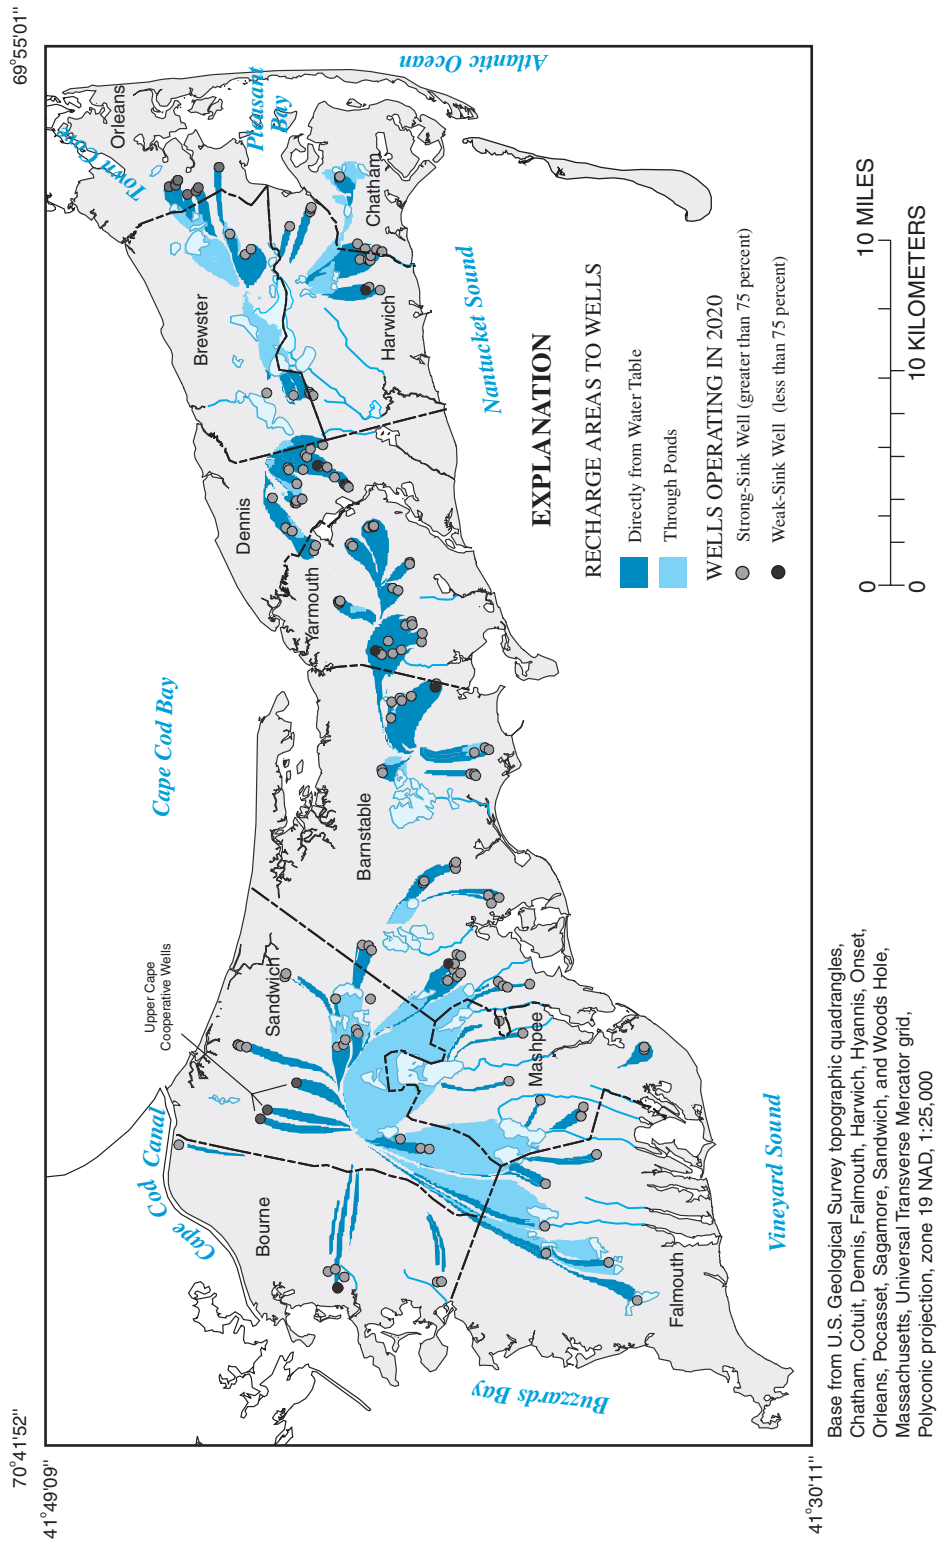 70°41'52"
69°55'01"
41°49'09"
41°30'11"
Cape Cod Bay
Cape Cod Canal
Upper Cape
Cooperative Wells
Town Cove
Orleans
Pleasant
Bay
Atlantic Ocean
Brewster
Chatham
Harwich
Dennis
Yarmouth
Barnstable
Sandwich
Bourne
Mashpee
Falmouth
Nantucket Sound
Vineyard Sound
Buzzards Bay
EXPLANATION
RECHARGE AREAS TO WELLS
Directly from Water Table
Through Ponds
WELLS OPERATING IN 2020
Strong-Sink Well (greater than 75 percent)
Weak-Sink Well (less than 75 percent)
0 10 MILES
0 10 KILOMETERS
Base from U.S. Geological Survey topographic quadrangles,
Chatham, Cotuit, Dennis, Falmouth, Harwich, Hyannis, Onset,
Orleans, Pocasset, Sagamore, Sandwich, and Woods Hole,
Massachusetts, Universal Transverse Mercator grid,
Polyconic projection, zone 19 NAD, 1:25,000